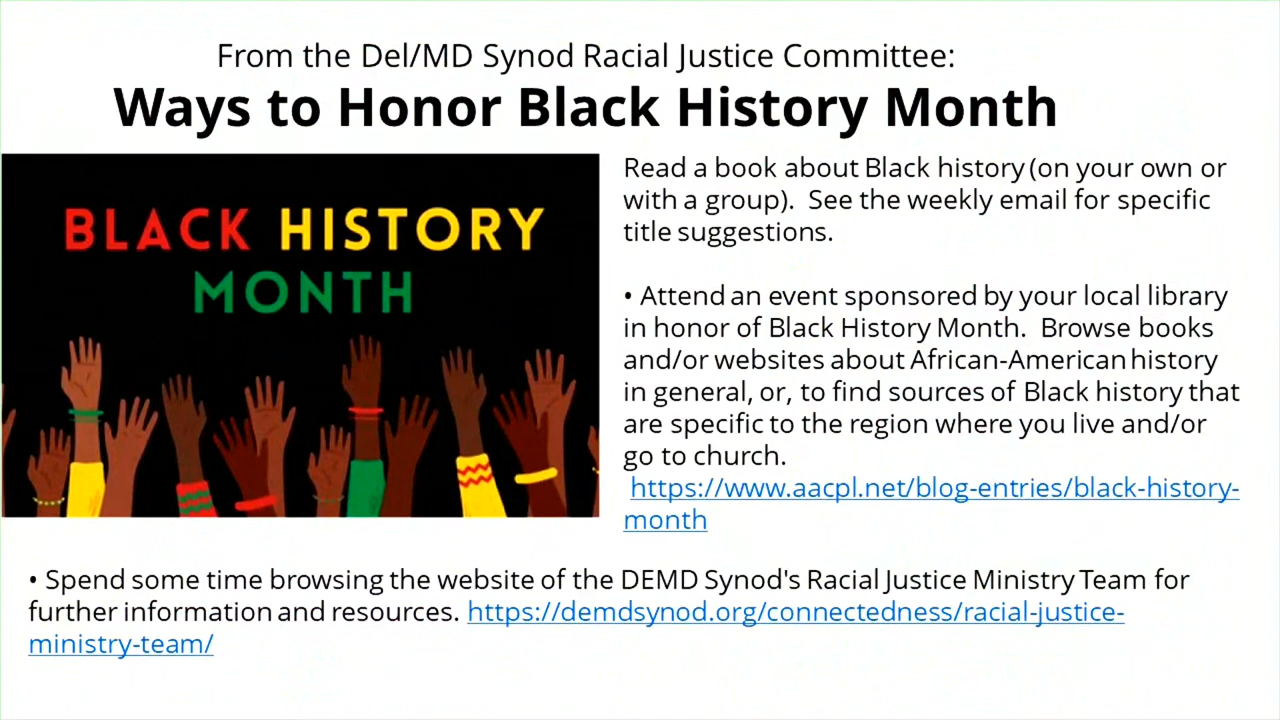 From the Del/MD Synod Racial Justice Committee:
Ways to Honor Black History Month
BLACK HISTORY
MONTH
Read a book about Black history (on your own or
with a group).  See the weekly email for specific
title suggestions.
• Attend an event sponsored by your local library
in honor of Black History Month.  Browse books
and/or websites about African-American history
in general, or, to find sources of Black history that
are specific to the region where you live and/or
go to church.
https://www.aacpl.net/blog-entries/black-history-
month
• Spend some time browsing the website of the DEMD Synod's Racial Justice Ministry Team for
further information and resources. https://demdsynod.org/connectedness/racial-justice-
ministry-team/